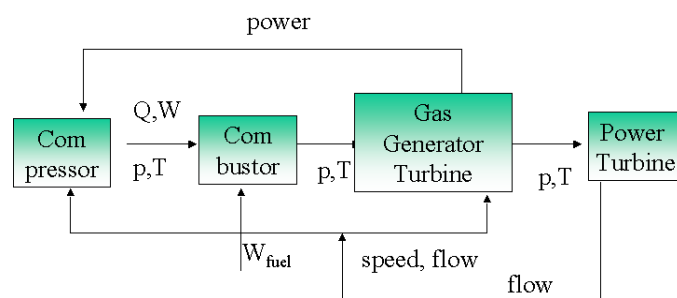 power
Q,W
p,T
Com
pressor
Com
bustor
p,T
Gas
Generator
Turbine
p,T
Power
Turbine
W fuel
speed, flow
flow